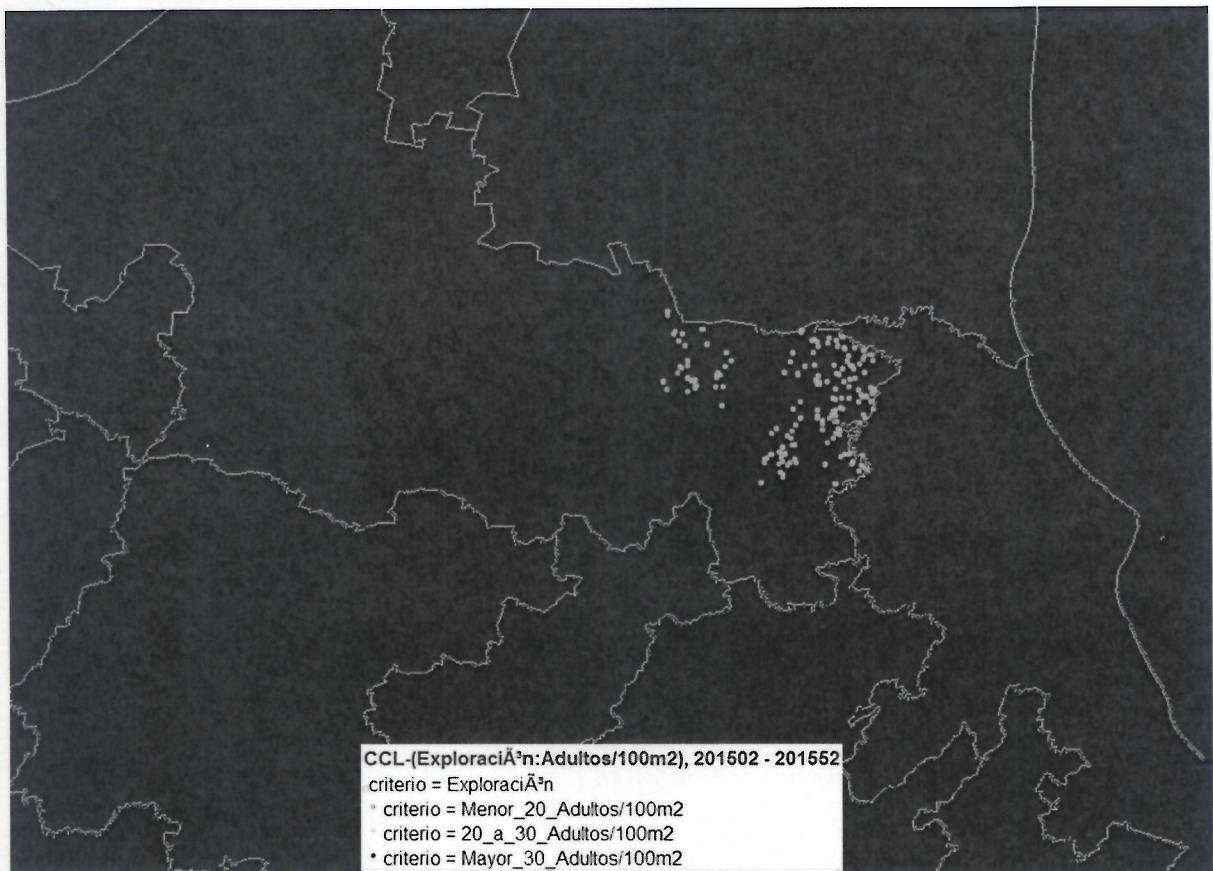 CCL-(ExploraciÃ³n:Adultos/100m2), 201502 - 201552
criterio = ExploraciÃ³n
criterio = Menor_20_Adultos/100m2
criterio = 20_a_30_Adultos/100m2
criterio = Mayor_30_Adultos/100m2